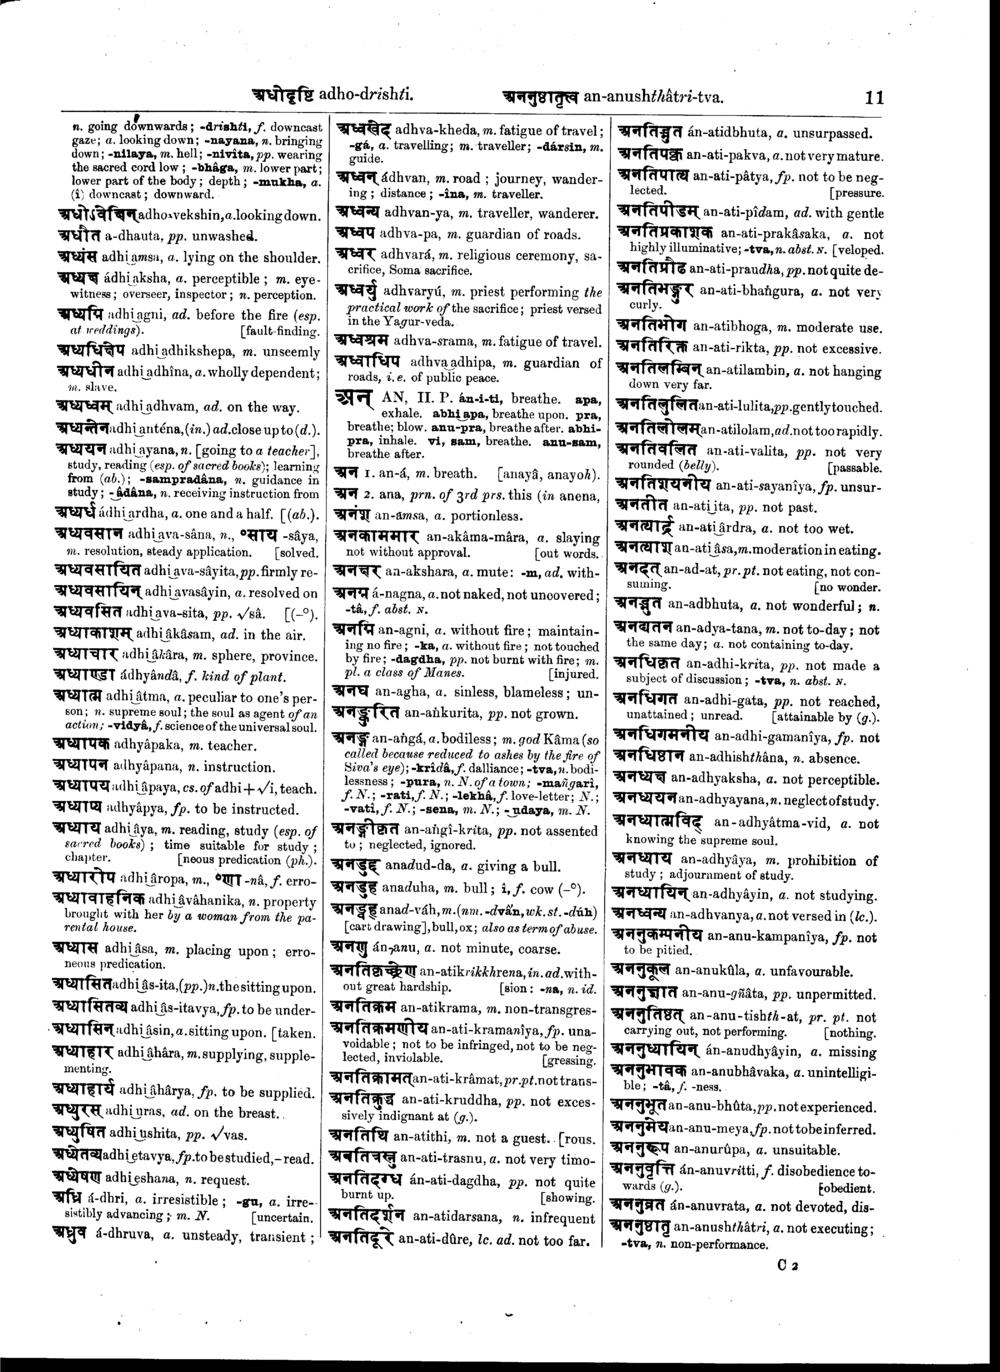 अधोदृष्टि adho-drishti.
अननुष्ठातृत्व an-anushthâtri-tva.
11
n. going downwards; -drishti, f. downcast
gaze; a. looking down; -nayana, n. bringing
down; -nilaya, m. hell; -nivîta, pp. wearing
the sacred cord low; -bhâga, m. lower part;
lower part of the body; depth; -mukha, a.
(î) downcast; downward.
अधोऽवेक्षिन् adho‿vekshin, a. looking down.
अधौत a-dhauta, pp. unwashed.
अध्यंस adhi‿amsa, a. lying on the shoulder.
अध्यक्ष ádhi‿aksha, a. perceptible; m. eye-
witness; overseer, inspector; n. perception.
अध्यग्नि adhi‿agni, ad. before the fire (esp.
at weddings). [fault-finding.
अध्यधिक्षेप adhi‿adhikshepa, m. unseemly
अध्यधीन adhi‿adhîna, a. wholly dependent;
m. slave.
अध्यध्वम् adhi‿adhvam, ad. on the way.
अध्यन्तेन adhi‿anténa, (in.) ad. close up to (d.).
अध्ययन adhi‿ayana, n. [going to a teacher],
study, reading (esp. of sacred books); learning
from (ab.); -sampradâna, n. guidance in
study; -‿âdâna, n. receiving instruction from
अध्यर्ध ádhi‿ardha, a. one and a half. [(ab.).
अध्यवसान adhi‿ava-sâna, n., °साय -sâya,
m. resolution, steady application. [solved.
अध्यवसायित adhi‿ava-sâyita, pp. firmly re-
अध्यवसायिन् adhi‿avasâyin, a. resolved on
अध्यवसित adhi‿ava-sita, pp. √sâ. [(-°).
अध्याकाशम् adhi‿âkâsam, ad. in the air.
अध्याचार adhi‿âkâra, m. sphere, province.
अध्याण्डा ádhyândâ, f. kind of plant.
अध्यात्म adhi‿âtma, a. peculiar to one's per-
son; n. supreme soul; the soul as agent of an
action; -vidyâ, f. science of the universal soul.
अध्यापक adhyâpaka, m. teacher.
अध्यापन adhyâpana, n. instruction.
अध्यापय adhi‿âpaya, cs. of adhi + √i, teach.
अध्याप्य adhyâpya, fp. to be instructed.
अध्याय adhi‿âya, m. reading, study (esp. of
sacred books); time suitable for study;
chapter. [neous predication (ph.).
अध्यारोप adhi‿âropa, m., °णा -nâ, f. erro-
अध्यावाहनिक adhi‿âvâhanika, n. property
brought with her by a woman from the pa-
rental house.
अध्यास adhi‿âsa, m. placing upon; erro-
neous predication.
अध्यासित adhi‿âs-ita, (pp.) n. the sitting upon.
अध्यासितव्य adhi‿âs-itavya, fp. to be under-
अध्यासिन् adhi‿âsin, a. sitting upon. [taken.
अध्याहार adhi‿âhâra, m. supplying, supple-
menting.
अध्याहार्य adhi‿âhârya, fp. to be supplied.
अध्युरस् adhi‿uras, ad. on the breast.
अध्युषित adhi‿ushita, pp. √vas.
अध्येतव्य adhi‿etavya, fp. to be studied, – read.
अध्येषण adhi‿eshana, n. request.
अध्रि á-dhri, a. irresistible; -gu, a. irre-
sistibly advancing; m. N. [uncertain.
अध्रुव á-dhruva, a. unsteady, transient;
अध्वखेद adhva-kheda, m. fatigue of travel;
-gá, a. travelling; m. traveller; -dársin, m.
guide.
अध्वन् ádhvan, m. road; journey, wander-
ing; distance; -îna, m. traveller.
अध्वन्य adhvan-ya, m. traveller, wanderer.
अध्वप adhva-pa, m. guardian of roads.
अध्वर adhvará, m. religious ceremony, sa-
crifice, Soma sacrifice.
अध्वर्यु adhvaryú, m. priest performing the
practical work of the sacrifice; priest versed
in the Yagur-veda.
अध्वश्रम adhva-srama, m. fatigue of travel.
अध्वाधिप adhva‿adhipa, m. guardian of
roads, i. e. of public peace.
अन् AN, II. P. án-i-ti, breathe. apa,
exhale. abhi‿apa, breathe upon. pra,
breathe; blow. anu-pra, breathe after. abhi-
pra, inhale. vi, sam, breathe. anu-sam,
breathe after.
अन 1. an-á, m. breath. [anayâ, anayoh).
अन 2. ana, prn. of 3rd prs. this (in anena,
अनंश an-amsa, a. portionless.
अनकाममार an-akâma-mâra, a. slaying
not without approval. [out words.
अनक्षर an-akshara, a. mute: -m, ad. with-
अनग्न á-nagna, a. not naked, not uncovered;
-tâ, f. abst. N.
अनग्नि an-agni, a. without fire; maintain-
ing no fire; -ka, a. without fire; not touched
by fire; -dagdha, pp. not burnt with fire; m.
pl. a class of Manes. [injured.
अनघ an-agha, a. sinless, blameless; un-
अनङ्कुरित an-aṅkurita, pp. not grown.
अनङ्ग an-aṅgá, a. bodiless; m. god Kâma (so
called because reduced to ashes by the fire of
Siva's eye); -krîdâ, f. dalliance; -tva, n. bodi-
lessness; -pura, n. N. of a town; -mañgarî,
f. N.; -rati, f. N.; -lekhâ, f. love-letter; N.;
-vatî, f. N.; -sena, m. N.; -‿udaya, m. N.
अनङ्गीकृत an-aṅgî-krita, pp. not assented
to; neglected, ignored.
अनडुद्द anadud-da, a. giving a bull.
अनडुह anaduha, m. bull; î, f. cow (-°).
अनडुह् anad-váh, m. (nm. -dvấn, wk. st. -dúh)
[cart drawing], bull, ox; also as term of abuse.
अनणु án-anu, a. not minute, coarse.
अनतिकृच्छ्रेण an-atikrikkhrena, in. ad. with-
out great hardship. [sion: -na, n. id.
अनतिक्रम an-atikrama, m. non-transgres-
अनतिक्रमणीय an-ati-kramanîya, fp. una-
voidable; not to be infringed, not to be neg-
lected, inviolable. [gressing.
अनतिक्रामत् an-ati-krâmat, pr. pt. not trans-
अनतिक्रुद्ध an-ati-kruddha, pp. not exces-
sively indignant at (g.).
अनतिथि an-atithi, m. not a guest. [rous.
अनतित्रस्नु an-ati-trasnu, a. not very timo-
अनतिदग्ध án-ati-dagdha, pp. not quite
burnt up. [showing.
अनतिदर्शन an-atidarsana, n. infrequent
अनतिदूरे an-ati-dûre, lc. ad. not too far.
अनतिद्भुत án-atidbhuta, a. unsurpassed.
अनतिपक्व an-ati-pakva, a. not very mature.
अनतिपात्य an-ati-pâtya, fp. not to be neg-
lected. [pressure.
अनतिपीडम् an-ati-pîdam, ad. with gentle
अनतिप्रकाशक an-ati-prakâsaka, a. not
highly illuminative; -tva, n. abst. N. [veloped.
अनतिप्रौढ an-ati-praudha, pp. not quite de-
अनतिभङ्गुर an-ati-bhaṅgura, a. not very
curly.
अनतिभोग an-atibhoga, m. moderate use.
अनतिरिक्त an-ati-rikta, pp. not excessive.
अनतिलम्बिन् an-atilambin, a. not hanging
down very far.
अनतिलुलित an-ati-lulita, pp. gently touched.
अनतिलोलम् an-atilolam, ad. not too rapidly.
अनतिवलित an-ati-valita, pp. not very
rounded (belly). [passable.
अनतिशयनीय an-ati-sayanîya, fp. unsur-
अनतीत an-ati‿ita, pp. not past.
अनत्यार्द्र an-ati‿ârdra, a. not too wet.
अनत्याश an-ati‿âsa, m. moderation in eating.
अनदत् an-ad-at, pr. pt. not eating, not con-
suming. [no wonder.
अनद्भुत an-adbhuta, a. not wonderful; n.
अनद्यतन an-adya-tana, m. not to-day; not
the same day; a. not containing to-day.
अनधिकृत an-adhi-krita, pp. not made a
subject of discussion; -tva, n. abst. N.
अनधिगत an-adhi-gata, pp. not reached,
unattained; unread. [attainable by (g.).
अनधिगमनीय an-adhi-gamanîya, fp. not
अनधिष्ठान an-adhishthâna, n. absence.
अनध्यक्ष an-adhyaksha, a. not perceptible.
अनध्ययन an-adhyayana, n. neglect of study.
अनध्यात्मविद् an-adhyâtma-vid, a. not
knowing the supreme soul.
अनध्याय an-adhyâya, m. prohibition of
study; adjournment of study.
अनध्यायिन् an-adhyâyin, a. not studying.
अनध्वन्य an-adhvanya, a. not versed in (lc.).
अननुकम्पनीय an-anu-kampanîya, fp. not
to be pitied.
अननुकूल an-anukûla, a. unfavourable.
अननुज्ञात an-anu-gñâta, pp. unpermitted.
अननुतिष्ठत् an-anu-tishth-at, pr. pt. not
carrying out, not performing. [nothing.
अननुध्यायिन् án-anudhyâyin, a. missing
अननुभावक an-anubhâvaka, a. unintelligi-
ble; -tâ, f. -ness.
अननुभूत an-anu-bhûta, pp. not experienced.
अननुमेय an-anu-meya, fp. not to be inferred.
अननुरूप an-anurûpa, a. unsuitable.
अननुवृत्ति án-anuvritti, f. disobedience to-
wards (g.). [obedient.
अननुव्रत án-anuvrata, a. not devoted, dis-
अननुष्ठातृ an-anushthâtri, a. not executing;
-tva, n. non-performance.
C 2